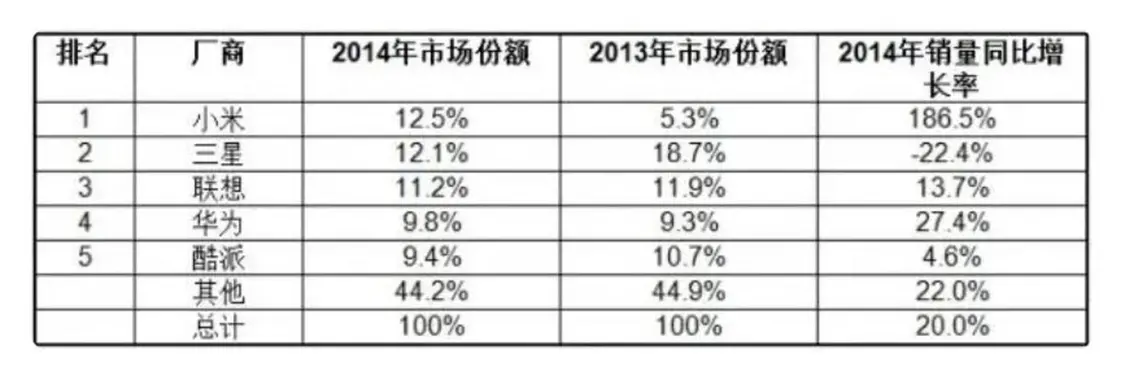 排名 厂商 2014年市场份额 2013年市场份额 2014年销量同比增
长率
1 小米 12.5% 5.3% 186.5%
2 三星 12.1% 18.7% -22.4%
3 联想 11.2% 11.9% 13.7%
4 华为 9.8% 9.3% 27.4%
5 酷派 9.4% 10.7% 4.6%
其他 44.2% 44.9% 22.0%
总计 100% 100% 20.0%